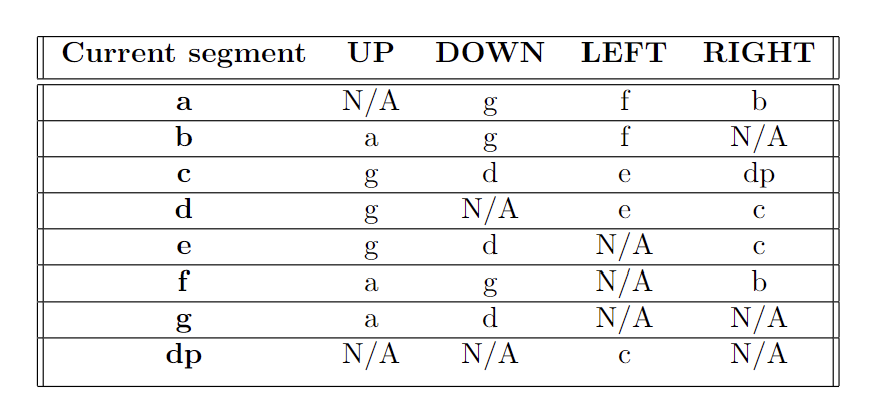 Current segment UP DOWN LEFT RIGHT
a N/A g f b
b a g f N/A
c g d e dp
d g N/A e c
e g d N/A c
f a g N/A b
g a d N/A N/A
dp N/A N/A c N/A